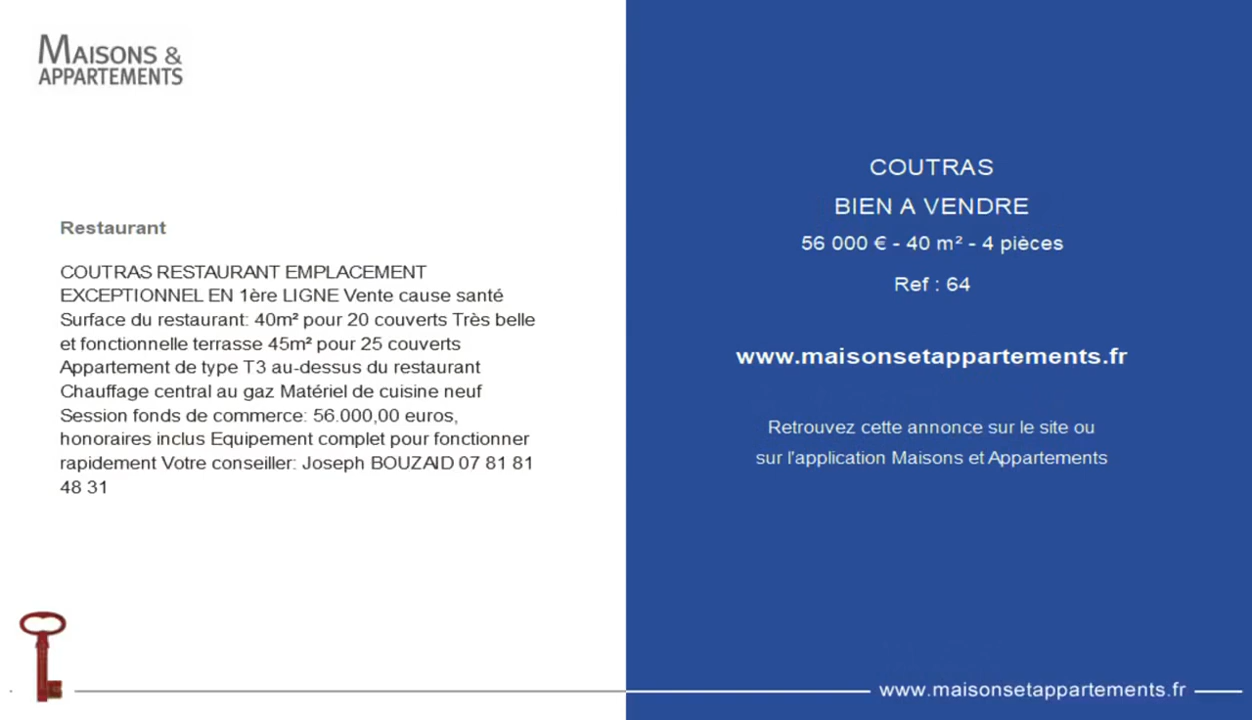 MAISONS &
APPARTEMENTS
Restaurant
COUTRAS RESTAURANT EMPLACEMENT
EXCEPTIONNEL EN 1ère LIGNE Vente cause santé
Surface du restaurant: 40m² pour 20 couverts Très belle
et fonctionnelle terrasse 45m² pour 25 couverts
Appartement de type T3 au-dessus du restaurant
Chauffage central au gaz Matériel de cuisine neuf
Session fonds de commerce: 56.000,00 euros,
honoraires inclus Equipement complet pour fonctionner
rapidement Votre conseiller: Joseph BOUZAID 07 81 81
48 31
COUTRAS
BIEN A VENDRE
56 000 € - 40 m² - 4 pièces
Ref : 64
www.maisonsetappartements.fr
Retrouvez cette annonce sur le site ou
sur l'application Maisons et Appartements
www.maisonsetappartements.fr